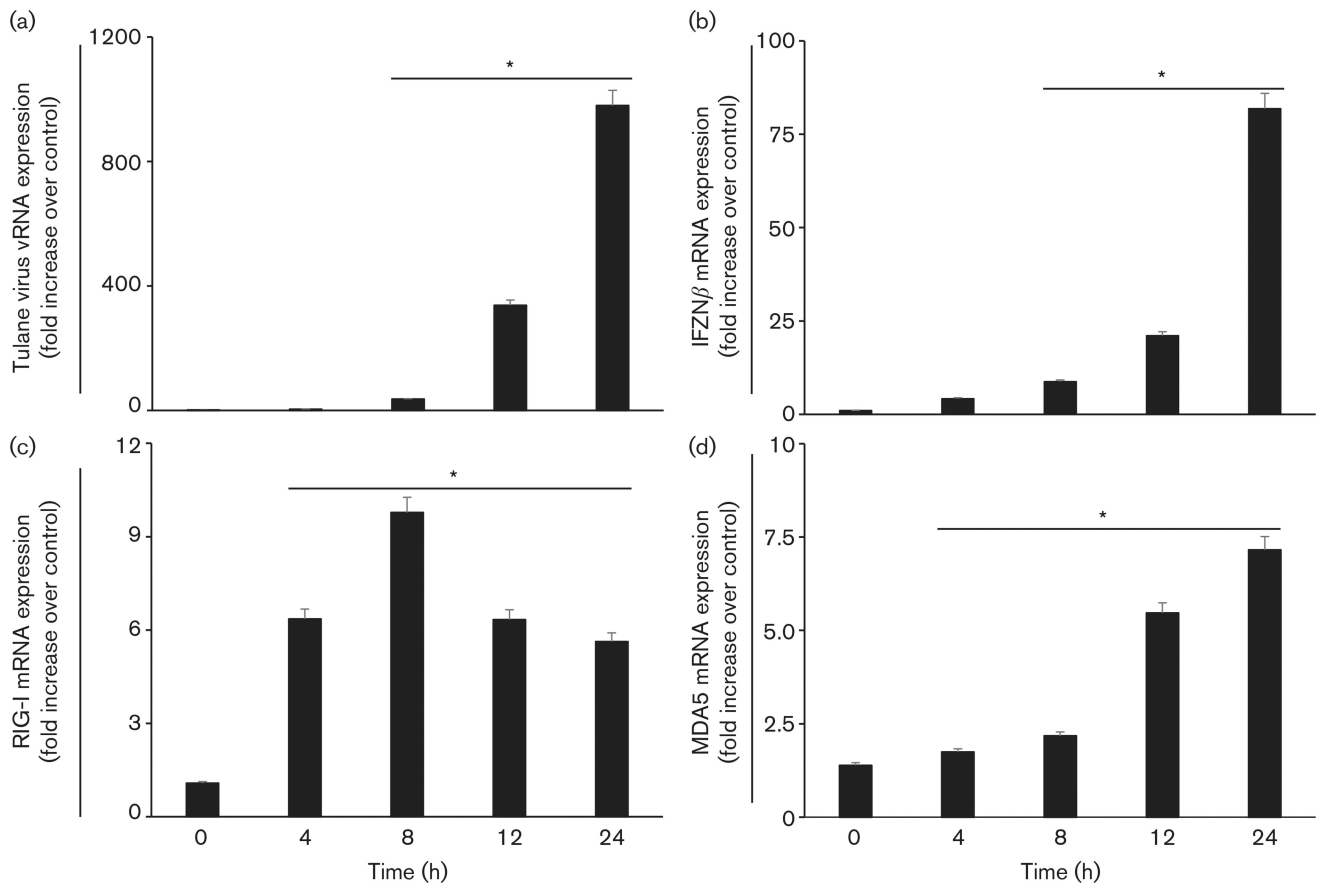 (a)
Tulane virus vRNA expression
(fold increase over control)
1200
800
400
0
*
(b)
IFZNβ mRNA expression
(fold increase over control)
100
75
50
25
0
*
(c)
RIG-I mRNA expression
(fold increase over control)
12
9
6
3
0
*
0 4 8 12 24
Time (h)
(d)
MDA5 mRNA expression
(fold increase over control)
10
7.5
5.0
2.5
0
*
0 4 8 12 24
Time (h)